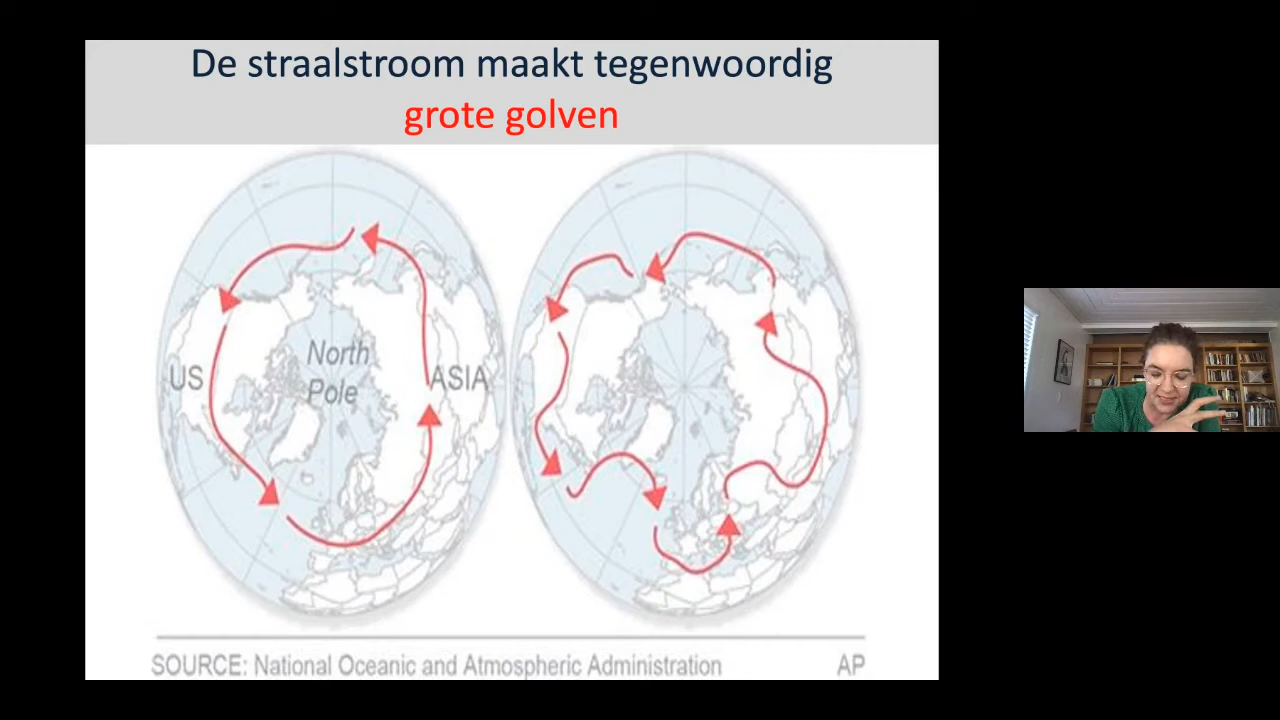 De straalstroom maakt tegenwoordig
grote golven
North
Pole
US
ASIA
SOURCE: National Oceanic and Atmospheric Administration
AP